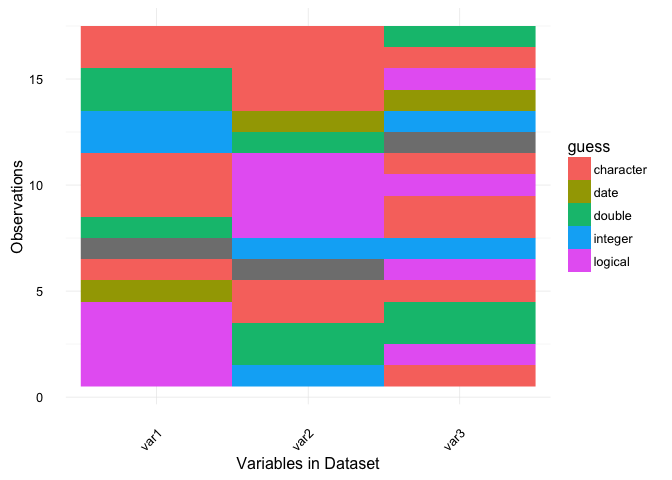 15
10
5
0
Observations
var1
var2
var3
Variables in Dataset
guess
character
date
double
integer
logical